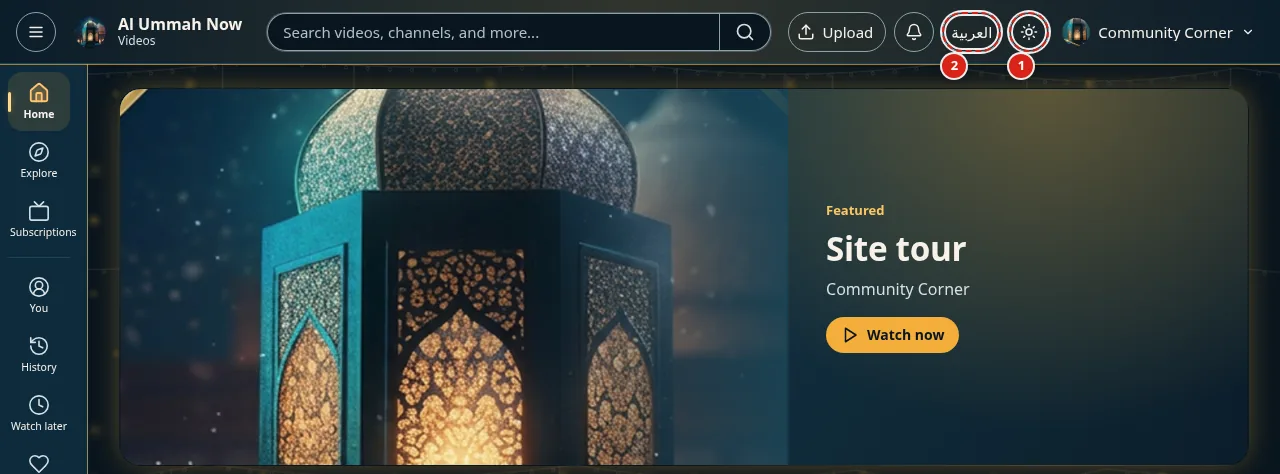 Al Ummah Now
Videos
Search videos, channels, and more...
Upload
العربية
Community Corner
2
1
Home
Explore
Subscriptions
You
History
Watch later
Featured
Site tour
Community Corner
Watch now